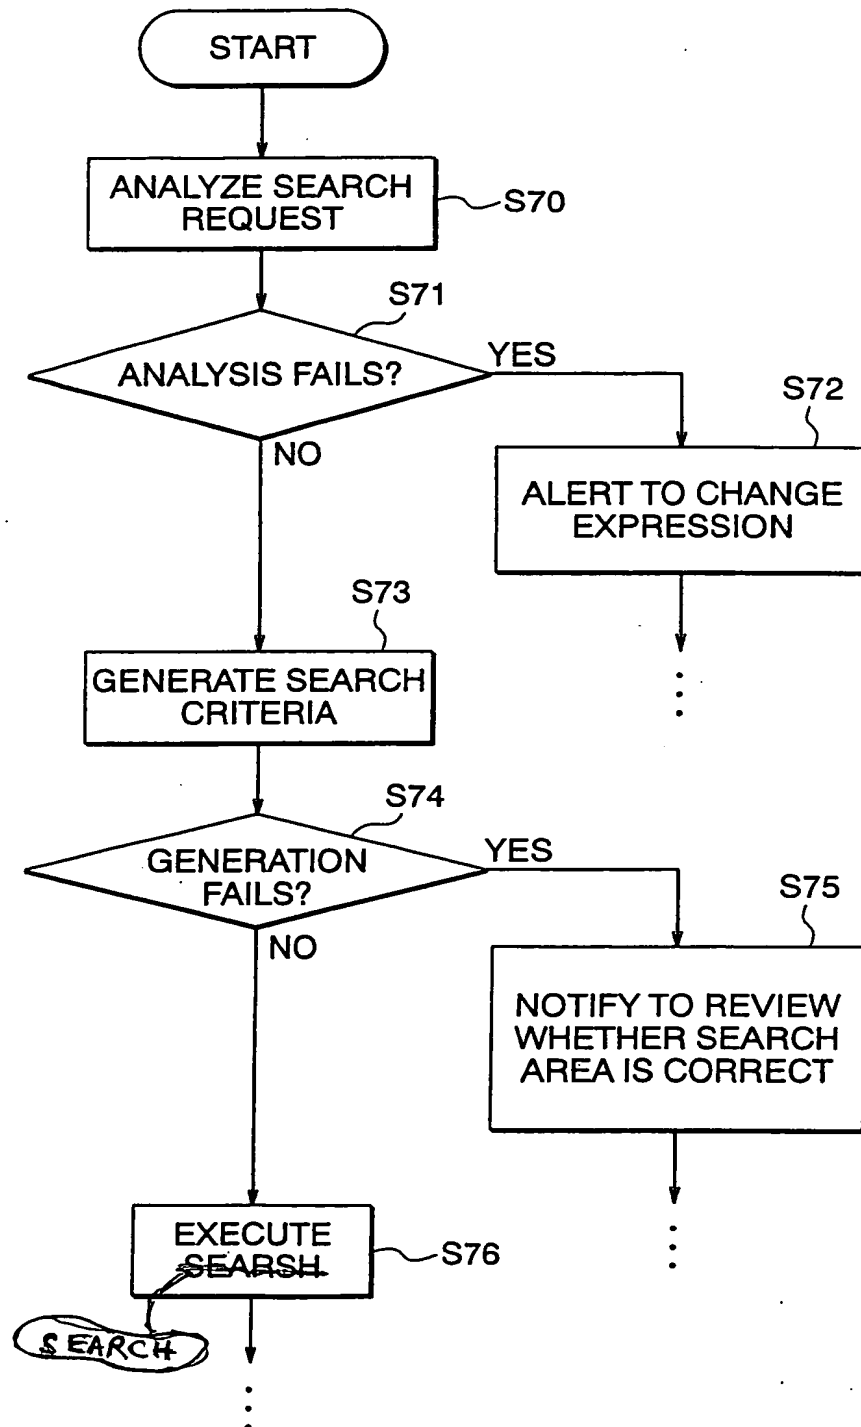 START
ANALYZE SEARCH
REQUEST
S70
S71
ANALYSIS FAILS?
YES
NO
S72
ALERT TO CHANGE
EXPRESSION
S73
GENERATE SEARCH
CRITERIA
S74
GENERATION
FAILS?
YES
NO
S75
NOTIFY TO REVIEW
WHETHER SEARCH
AREA IS CORRECT
EXECUTE
SEARSH
S76
SEARCH